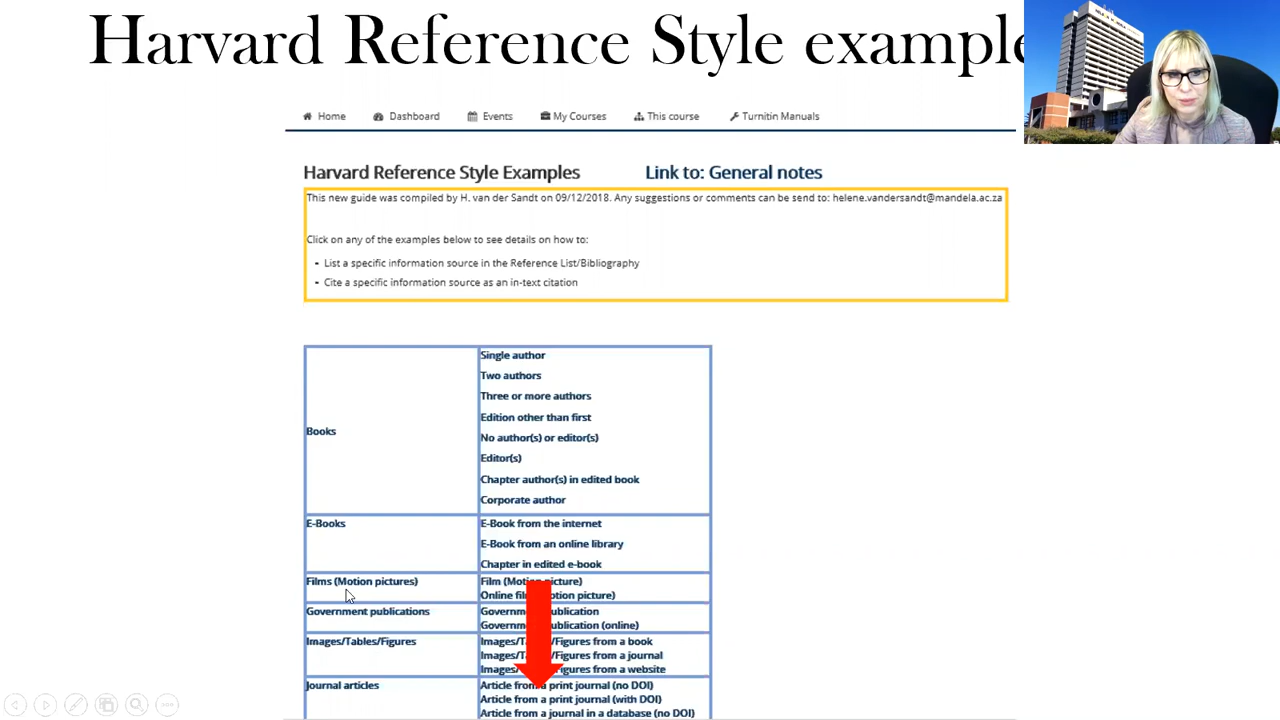 Harvard Reference Style example
Home Dashboard Events My Courses This course Turnitin Manuals
Harvard Reference Style Examples Link to: General notes
This new guide was compiled by H. van der Sandt on 09/12/2018. Any suggestions or comments can be send to: helene.vandersandt@mandela.ac.za
Click on any of the examples below to see details on how to:
- List a specific information source in the Reference List/Bibliography
- Cite a specific information source as an in-text citation
Books
Single author
Two authors
Three or more authors
Edition other than first
No author(s) or editor(s)
Editor(s)
Chapter author(s) in edited book
Corporate author
E-Books
E-Book from the internet
E-Book from an online library
Chapter in edited e-book
Films (Motion pictures)
Film (Motion picture)
Online film (Motion picture)
Government publications
Government publication
Government publication (online)
Images/Tables/Figures
Images/Tables/Figures from a book
Images/Tables/Figures from a journal
Images/Tables/Figures from a website
Journal articles
Article from a print journal (no DOI)
Article from a print journal (with DOI)
Article from a journal in a database (no DOI)